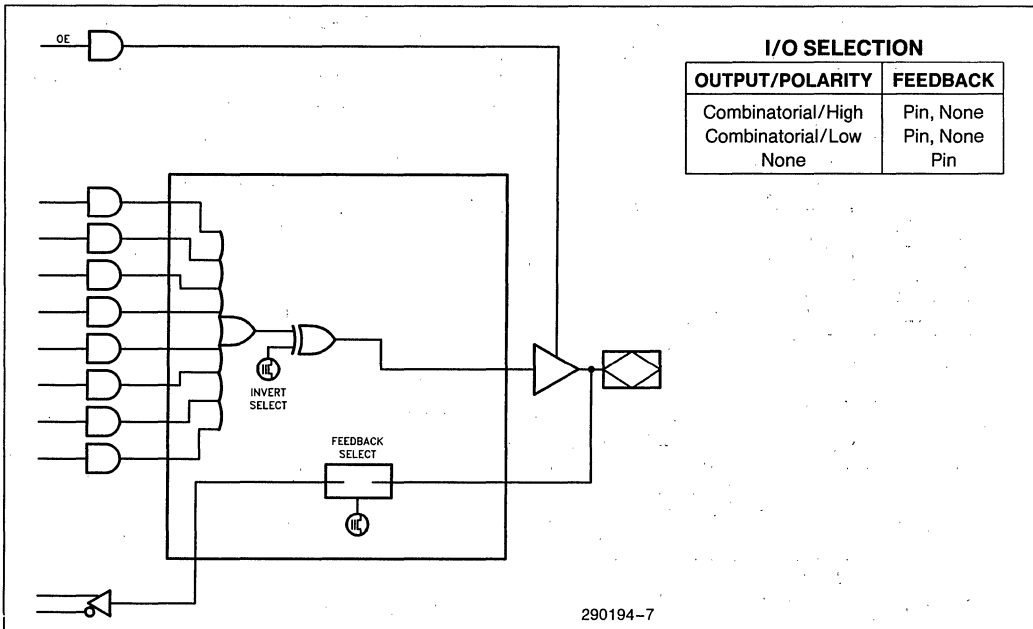 OE
I/O SELECTION
OUTPUT/POLARITY FEEDBACK
Combinatorial/High Pin, None
Combinatorial/Low Pin, None
None Pin
INVERT
SELECT
FEEDBACK
SELECT
290194–7